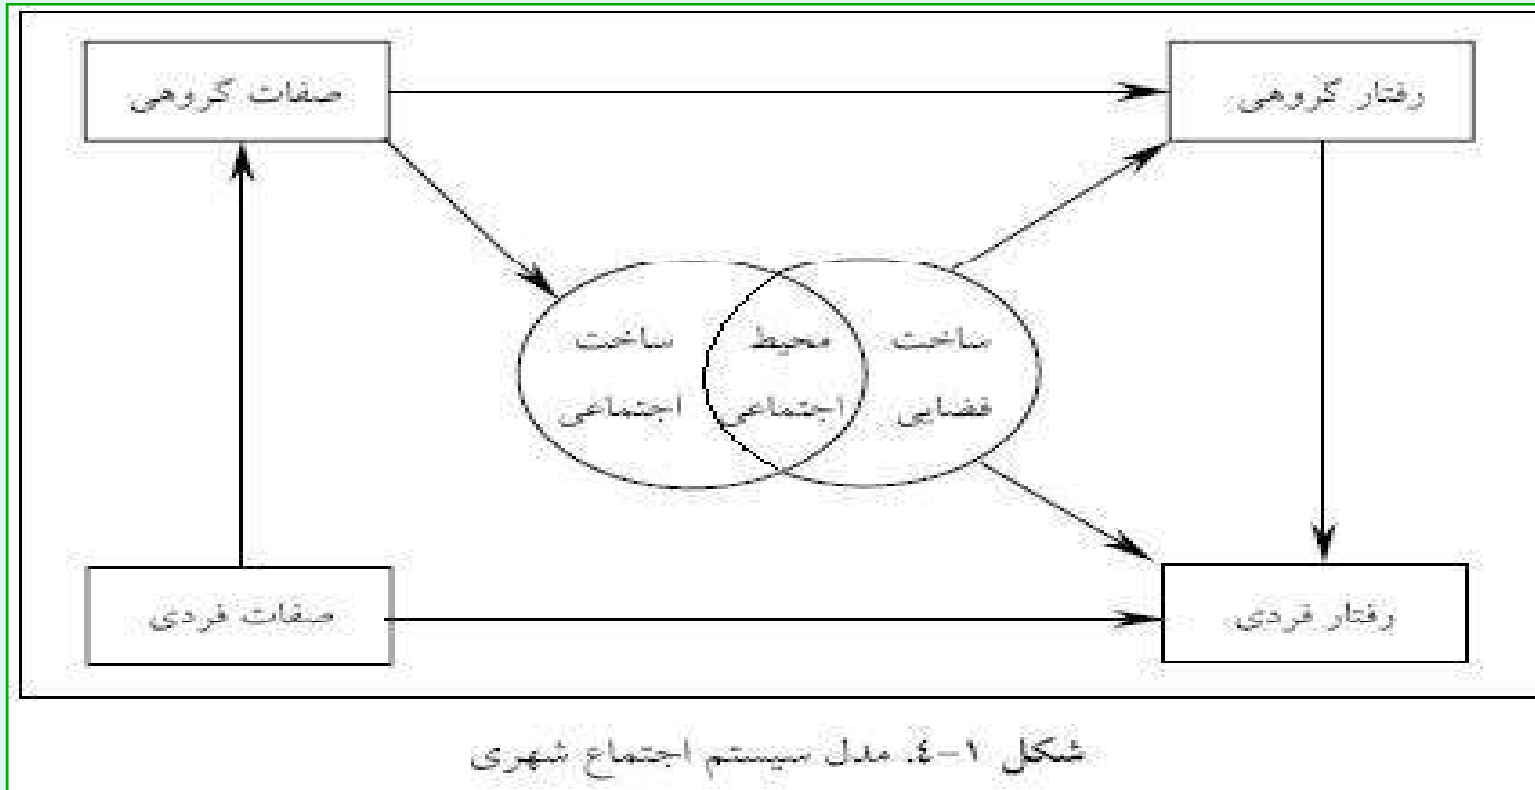 صفات گروهی
رفتار گروهی
ساخت
اجتماعی
محیط
اجتماعی
ساخت
فضایی
صفات فردی
رفتار فردی
شکل ۱-٤. مدل سیستم اجتماع شهری